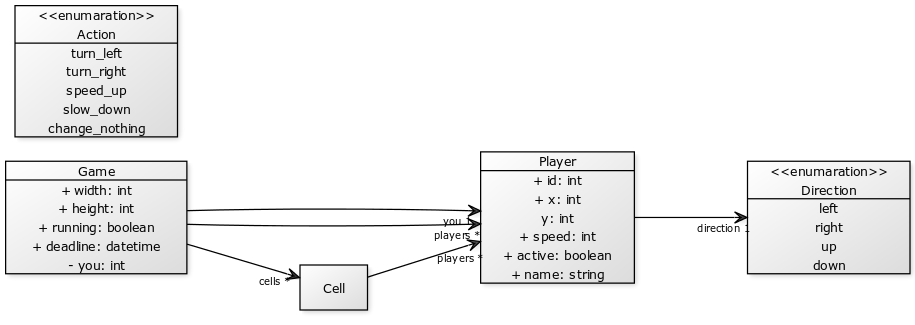 <<enumaration>>
Action
turn_left
turn_right
speed_up
slow_down
change_nothing
Game
+ width: int
+ height: int
+ running: boolean
+ deadline: datetime
- you: int
Player
+ id: int
+ x: int
y: int
+ speed: int
+ active: boolean
+ name: string
<<enumaration>>
Direction
left
right
up
down
you 1
players *
players *
direction 1
cells *
Cell